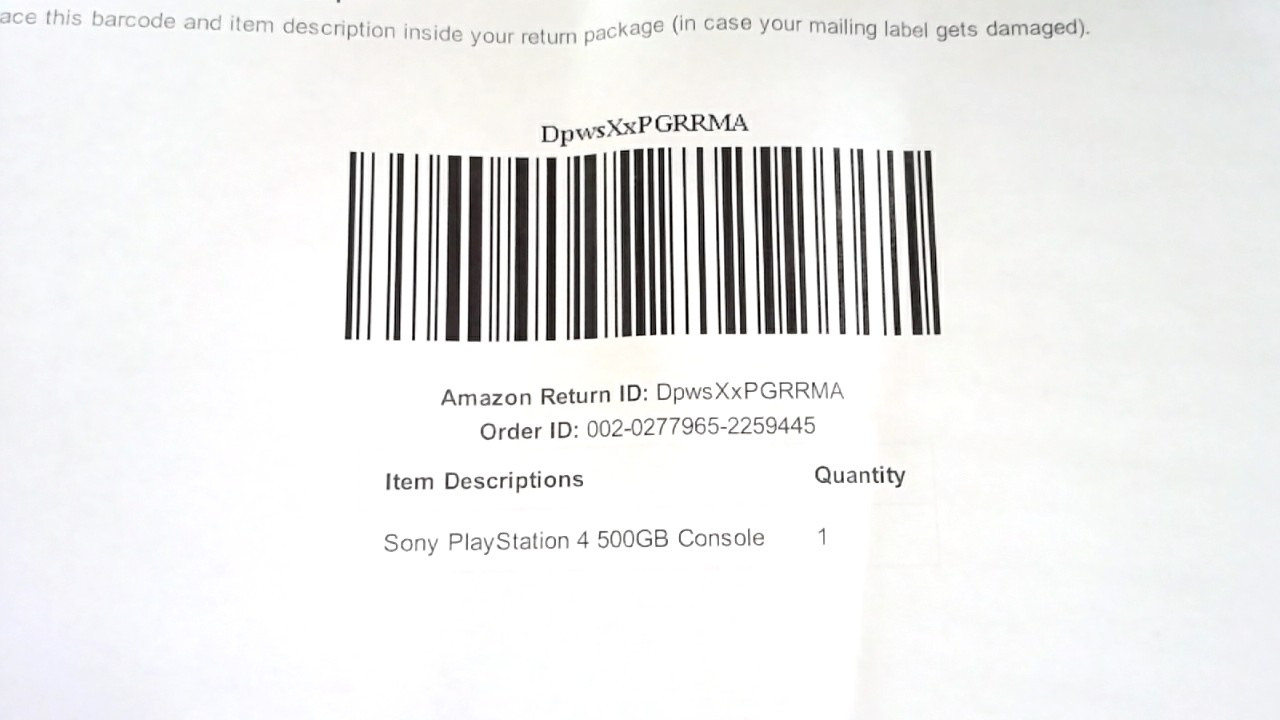 ace this barcode and item description inside your return package (in case your mailing label gets damaged).
DpwsXxPGRRMA
Amazon Return ID: DpwsXxPGRRMA
Order ID: 002-0277965-2259445
Item Descriptions Quantity
Sony PlayStation 4 500GB Console 1